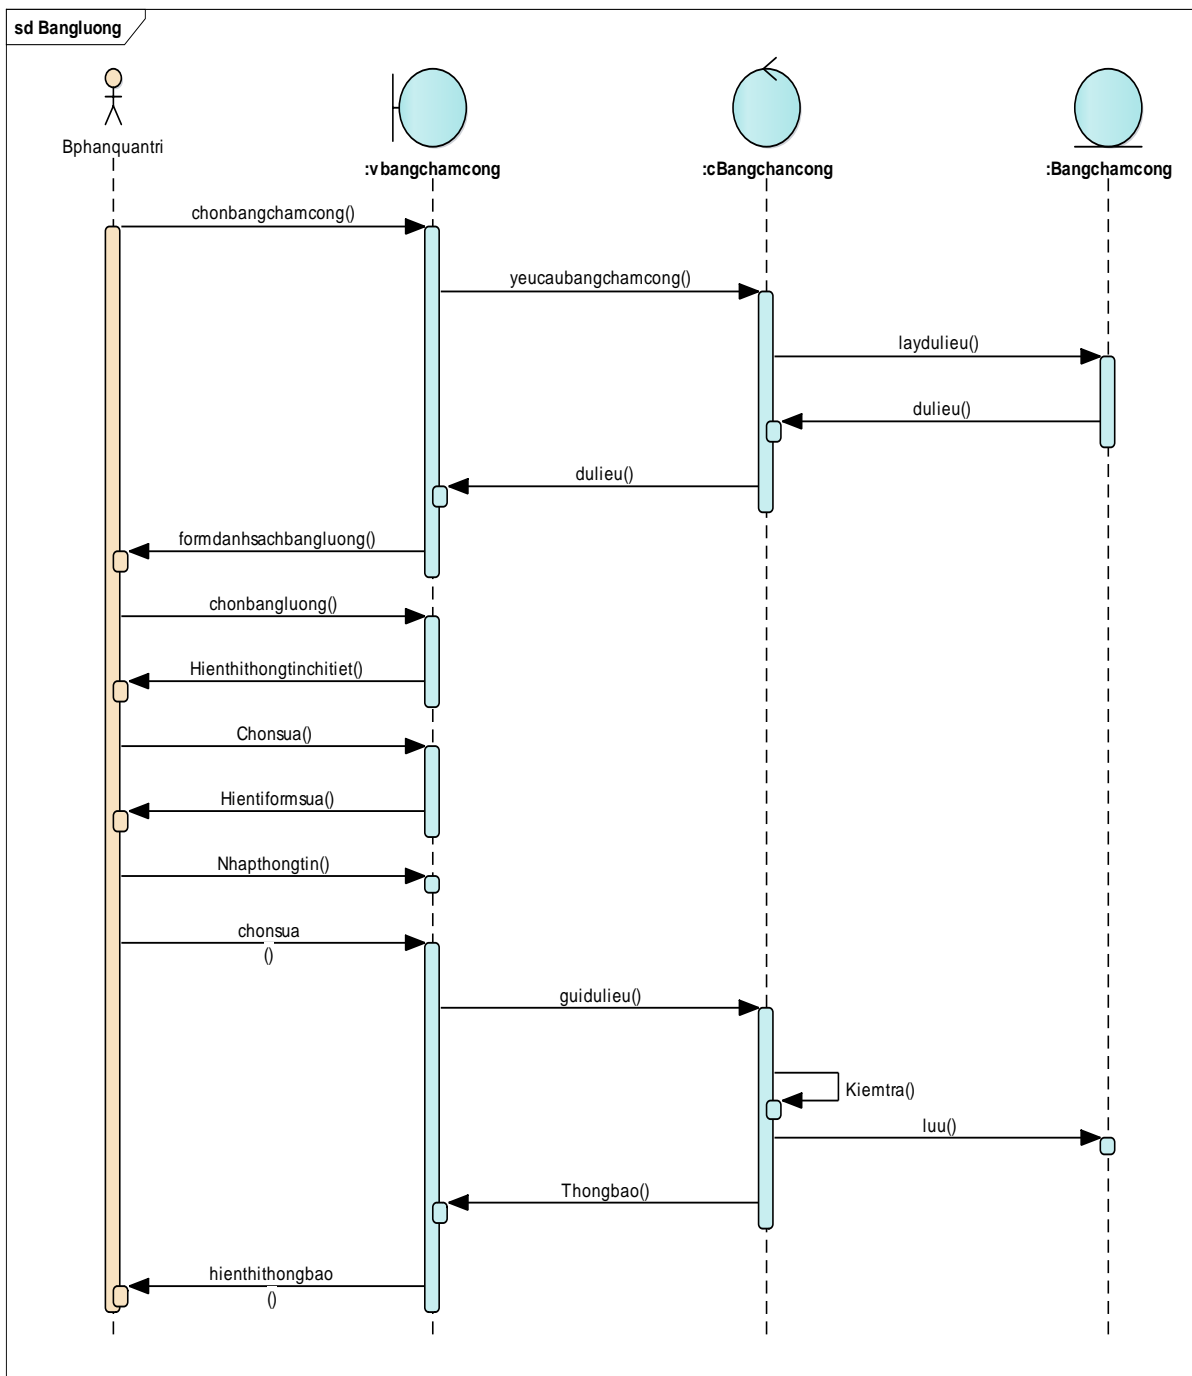 sd Bangluong
Bphanquantri
:vbangchamcong
:cBangchancong
:Bangchamcong
chonbangchamcong()
yeucaubangchamcong()
laydulieu()
dulieu()
dulieu()
formdanhsachbangluong()
chonbangluong()
Hienthithongtinchitiet()
Chonsua()
Hientiformsua()
Nhapthongtin()
chonsua
()
guidulieu()
Kiemtra()
luu()
Thongbao()
hienthithongbao
()